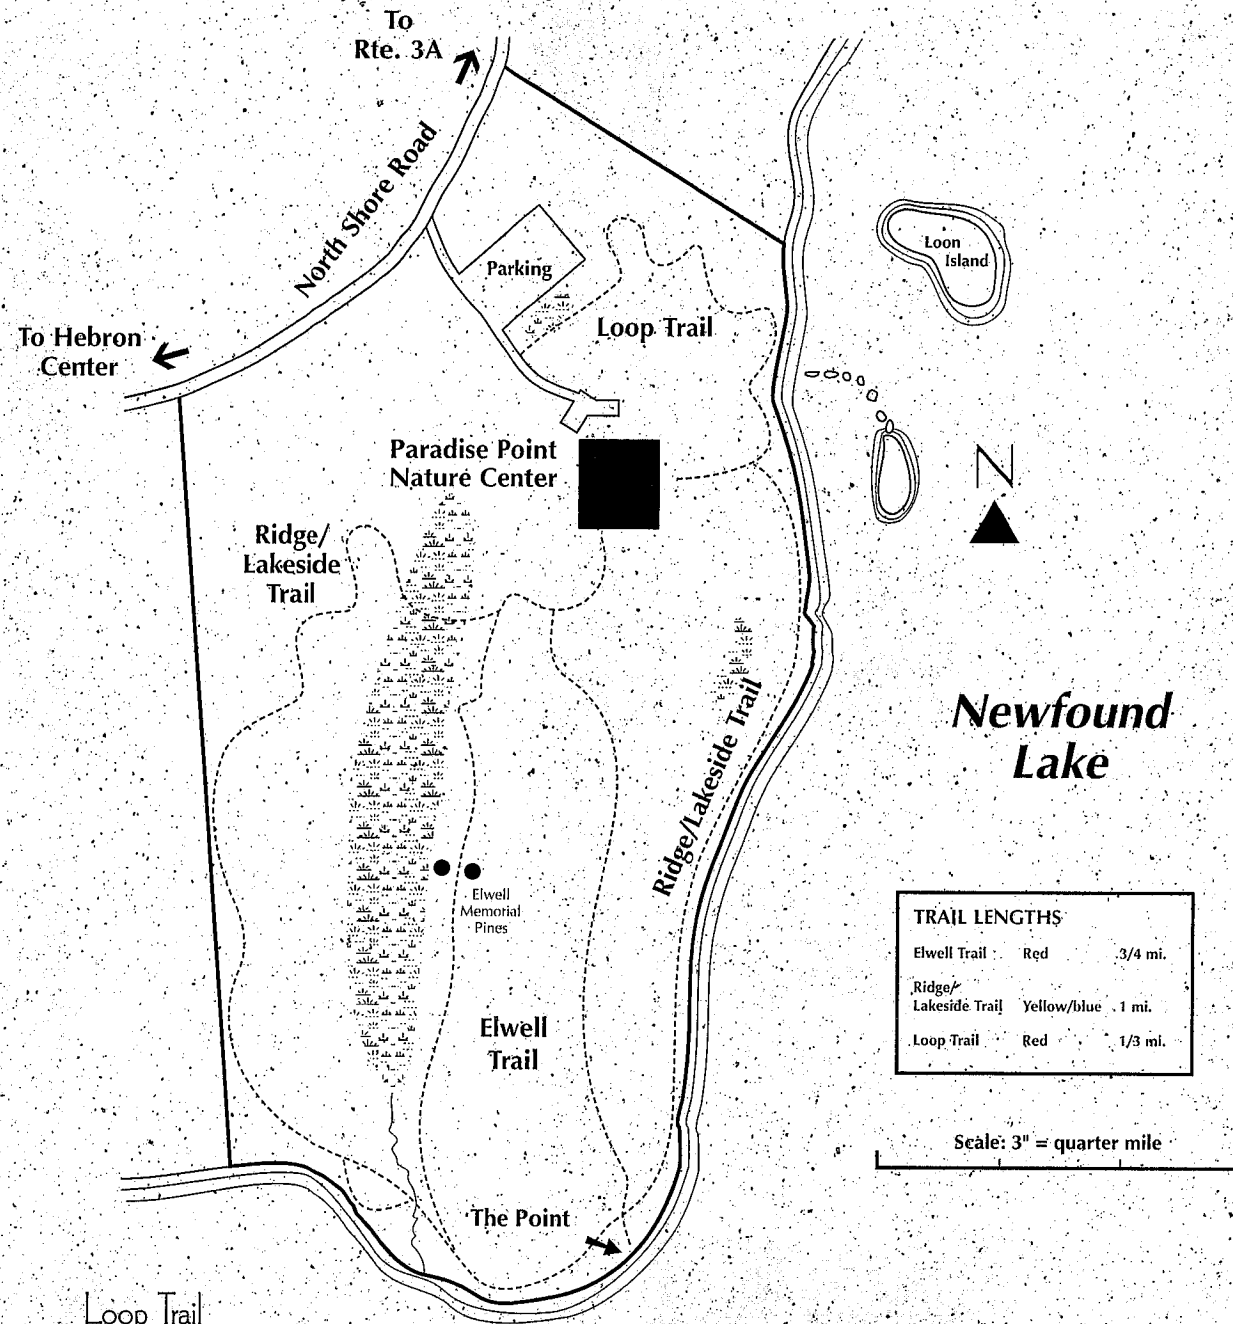 To
Rte. 3A
North Shore Road
Parking
Loon
Island
Loop Trail
To Hebron
Center
Paradise Point
Nature Center
N
Ridge/
Lakeside
Trail
Newfound
Lake
Ridge/Lakeside Trail
Elwell
Memorial
Pines
TRAIL LENGTHS
Elwell Trail Red 3/4 mi.
Ridge/
Lakeside Trail Yellow/blue 1 mi.
Loop Trail Red 1/3 mi.
Elwell
Trail
Scale: 3" = quarter mile
The Point
Loop Trail